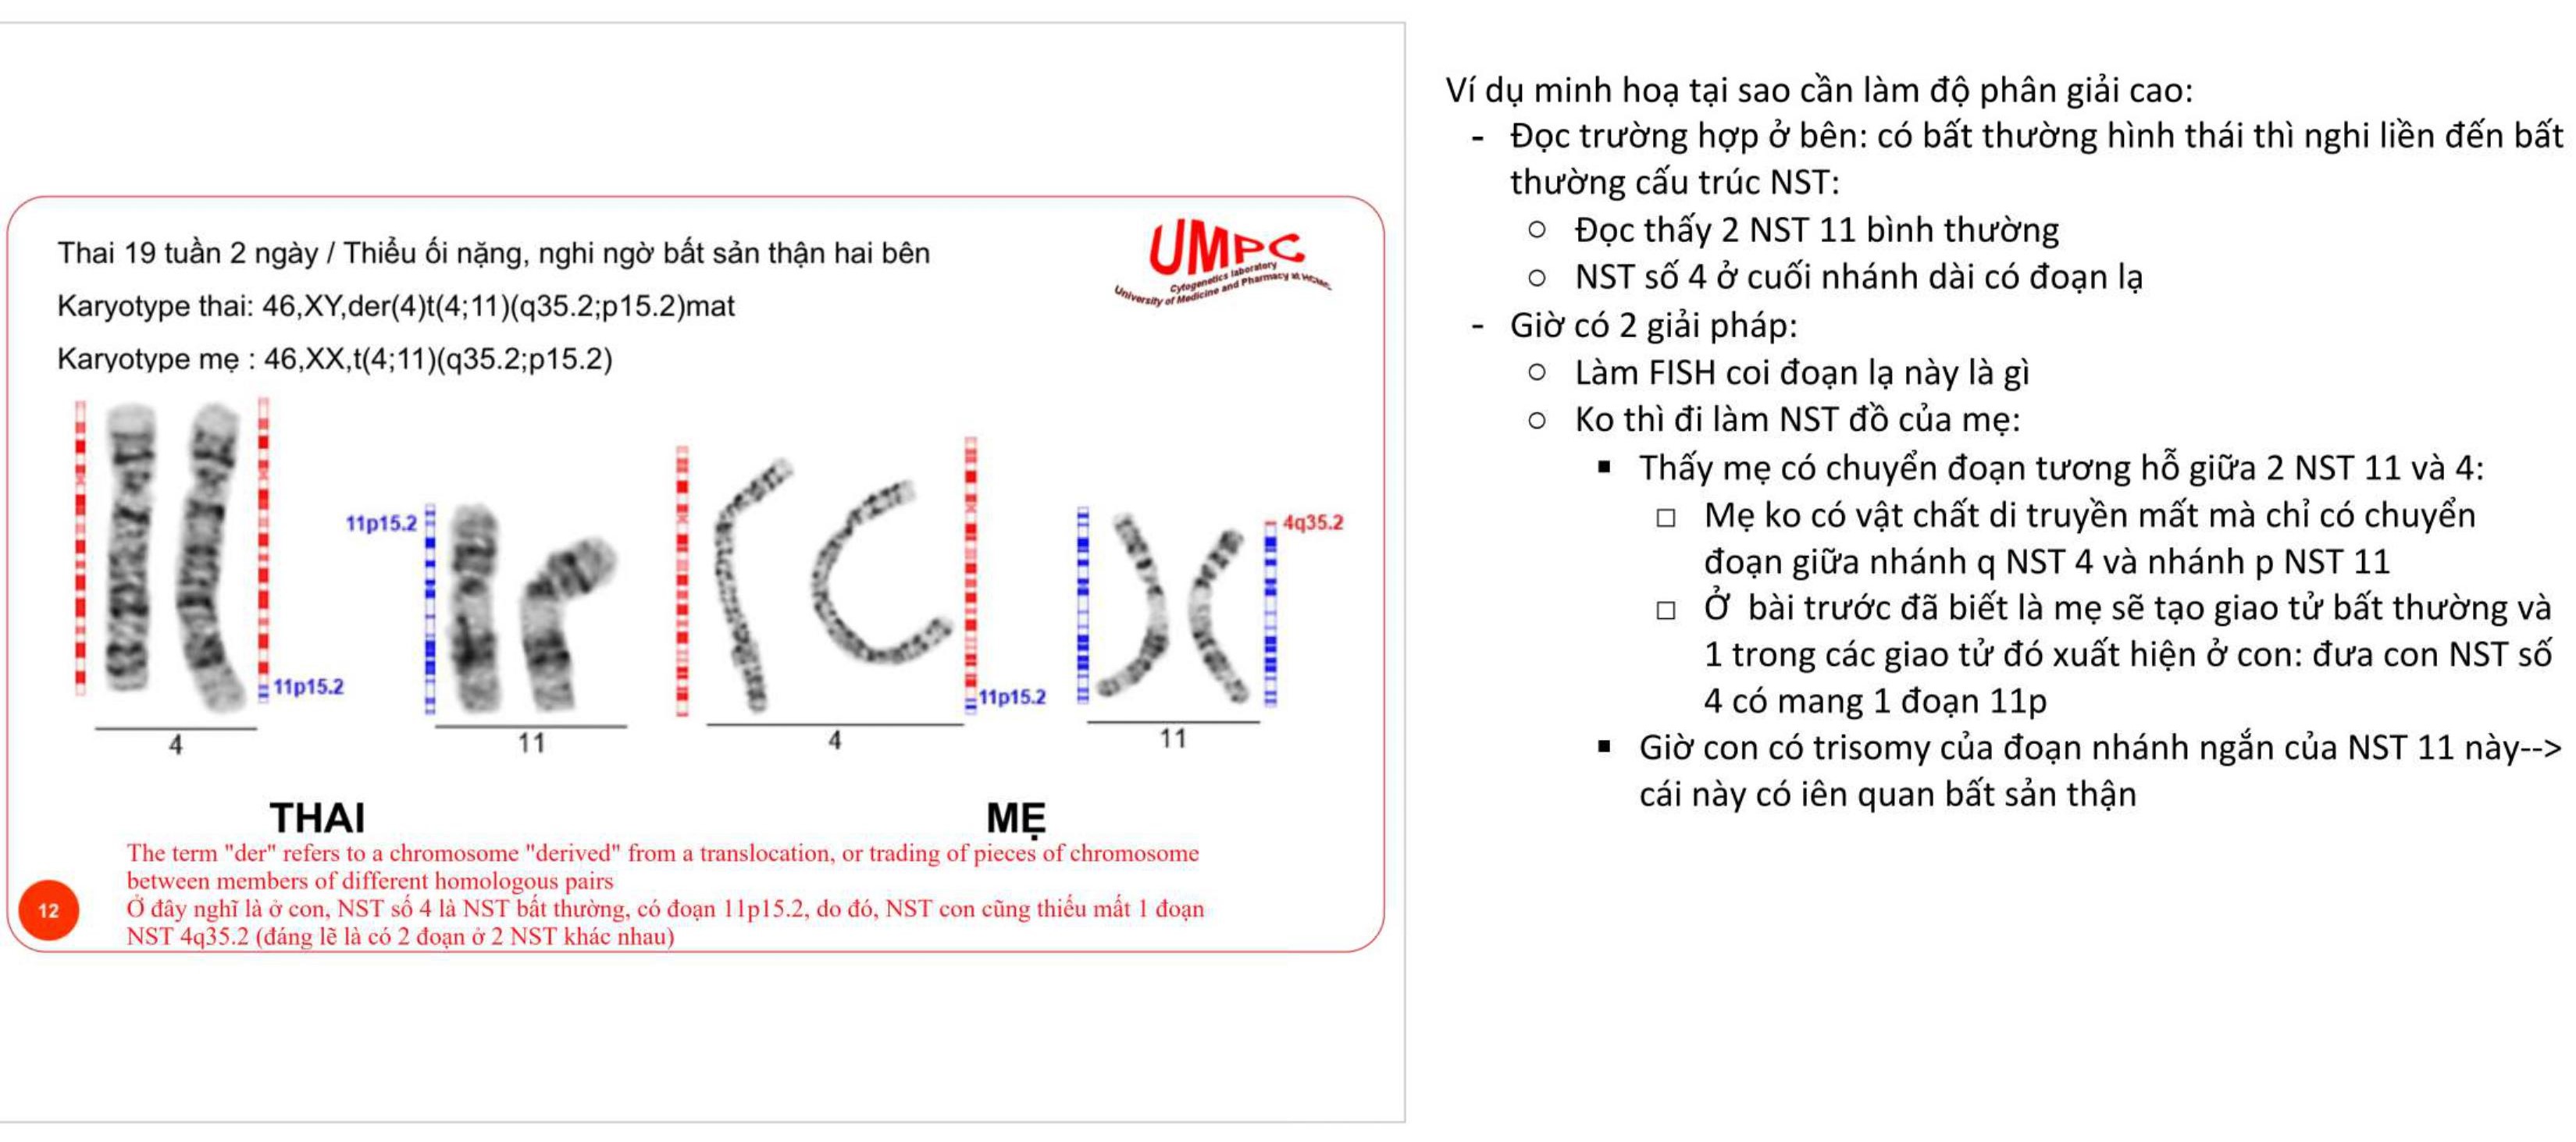 Thai 19 tuần 2 ngày / Thiểu ối nặng, nghi ngờ bất sản thận hai bên
Karyotype thai: 46,XY,der(4)t(4;11)(q35.2;p15.2)mat
Karyotype mẹ : 46,XX,t(4;11)(q35.2;p15.2)
UMPC
Cytogenetics laboratory
University of Medicine and Pharmacy at HCMC.
11p15.2
4q35.2
11p15.2
11p15.2
4
11
4
11
THAI
MẸ
The term "der" refers to a chromosome "derived" from a translocation, or trading of pieces of chromosome
between members of different homologous pairs
Ở đây nghĩ là ở con, NST số 4 là NST bất thường, có đoạn 11p15.2, do đó, NST con cũng thiếu mất 1 đoạn
NST 4q35.2 (đáng lẽ là có 2 đoạn ở 2 NST khác nhau)
12
Ví dụ minh hoạ tại sao cần làm độ phân giải cao:
- Đọc trường hợp ở bên: có bất thường hình thái thì nghi liền đến bất
thường cấu trúc NST:
○ Đọc thấy 2 NST 11 bình thường
○ NST số 4 ở cuối nhánh dài có đoạn lạ
- Giờ có 2 giải pháp:
○ Làm FISH coi đoạn lạ này là gì
○ Ko thì đi làm NST đồ của mẹ:
▪ Thấy mẹ có chuyển đoạn tương hỗ giữa 2 NST 11 và 4:
□ Mẹ ko có vật chất di truyền mất mà chỉ có chuyển
đoạn giữa nhánh q NST 4 và nhánh p NST 11
□ Ở bài trước đã biết là mẹ sẽ tạo giao tử bất thường và
1 trong các giao tử đó xuất hiện ở con: đưa con NST số
4 có mang 1 đoạn 11p
▪ Giờ con có trisomy của đoạn nhánh ngắn của NST 11 này-->
cái này có iên quan bất sản thận